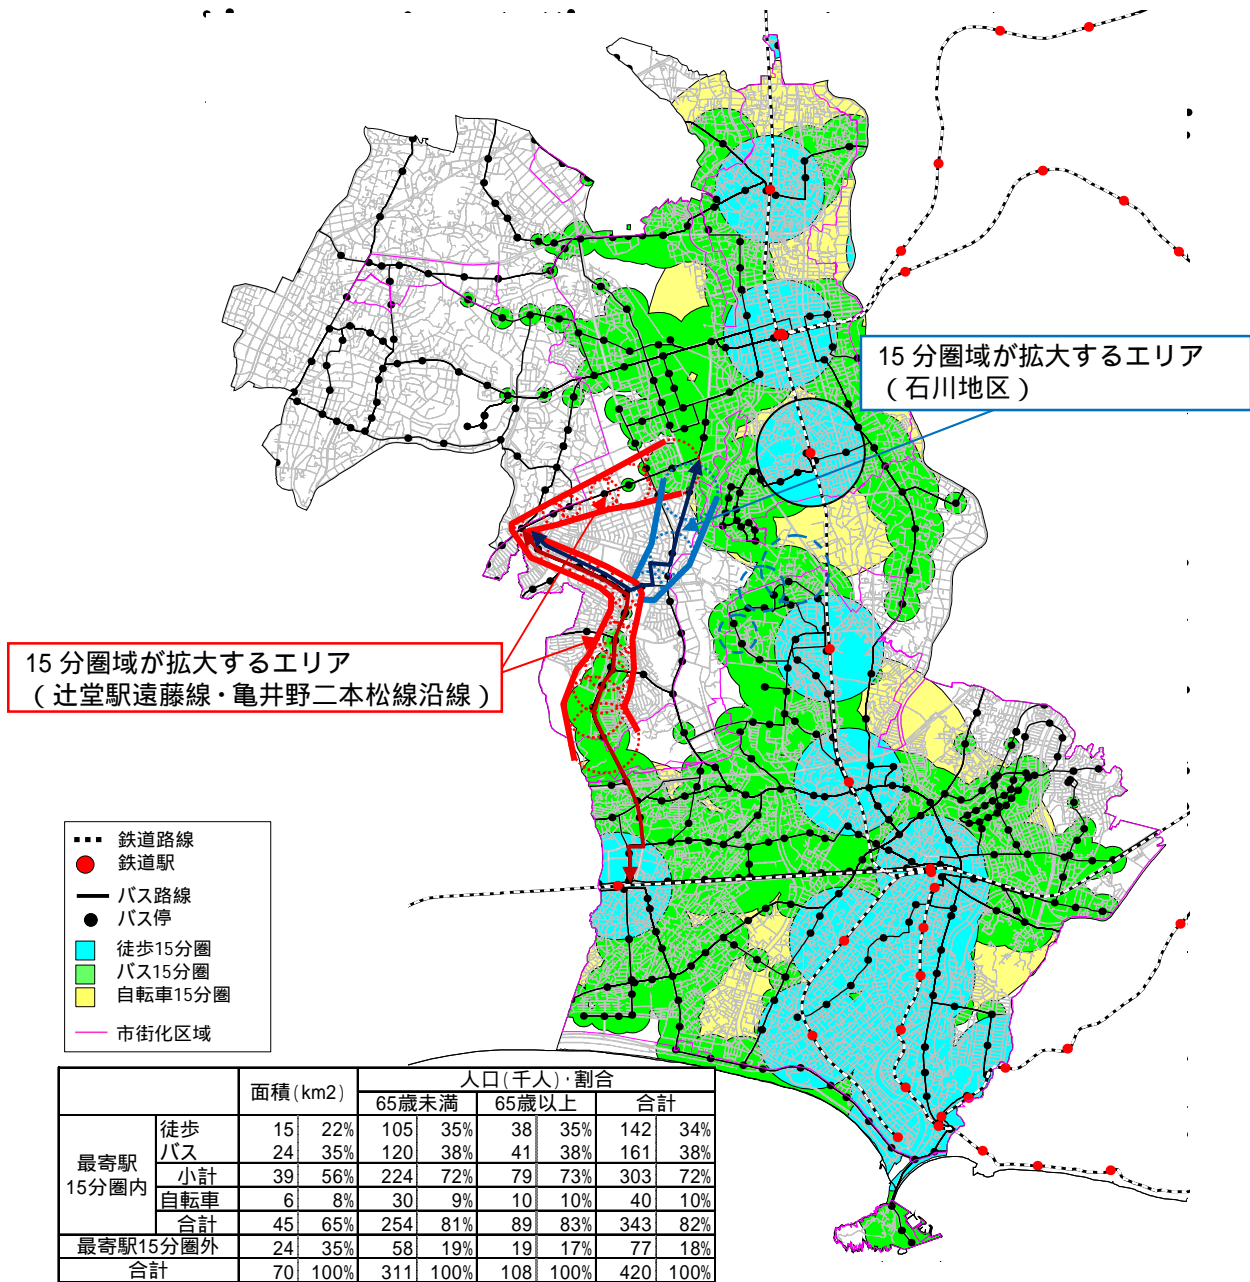 15分圏域が拡大するエリア
（石川地区）
15分圏域が拡大するエリア
（辻堂駅遠藤線・亀井野二本松線沿線）
鉄道路線
鉄道駅
バス路線
バス停
徒歩15分圏
バス15分圏
自転車15分圏
市街化区域
面積(km2) 人口(千人)・割合
65歳未満 65歳以上 合計
最寄駅15分圏内
徒歩 15 22% 105 35% 38 35% 142 34%
バス 24 35% 120 38% 41 38% 161 38%
小計 39 56% 224 72% 79 73% 303 72%
自転車 6 8% 30 9% 10 10% 40 10%
合計 45 65% 254 81% 89 83% 343 82%
最寄駅15分圏外 24 35% 58 19% 19 17% 77 18%
合計 70 100% 311 100% 108 100% 420 100%